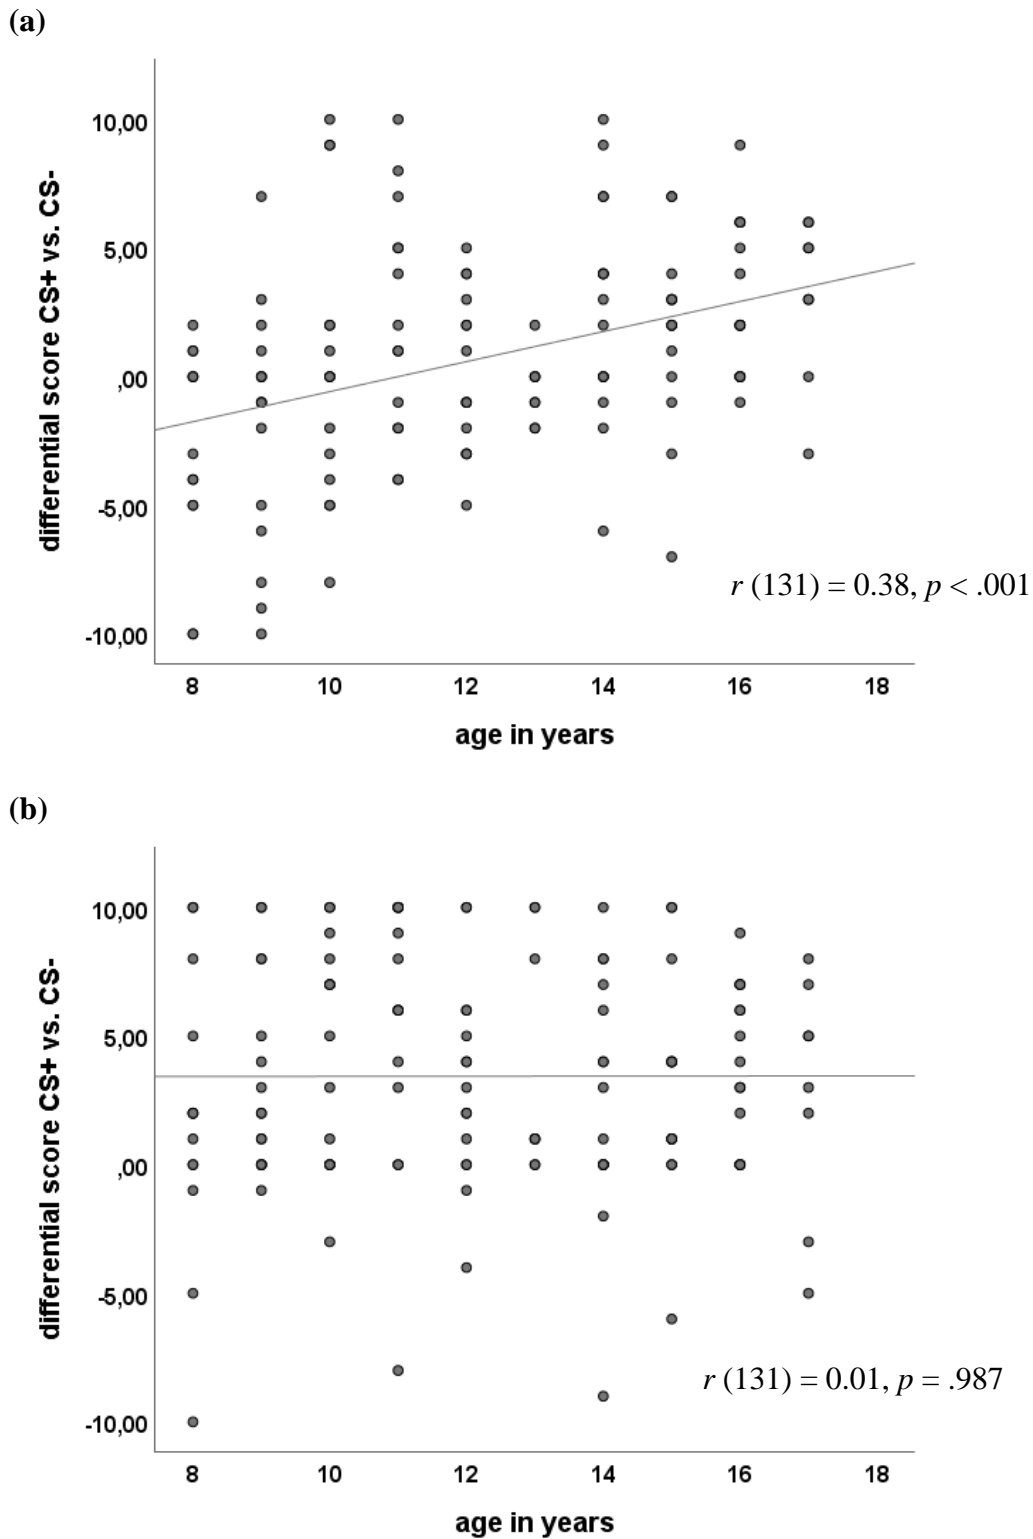 (a)
differential score CS+ vs. CS-
10,00
5,00
,00
-5,00
-10,00
r (131) = 0.38, p < .001
8 10 12 14 16 18
age in years
(b)
differential score CS+ vs. CS-
10,00
5,00
,00
-5,00
-10,00
r (131) = 0.01, p = .987
8 10 12 14 16 18
age in years